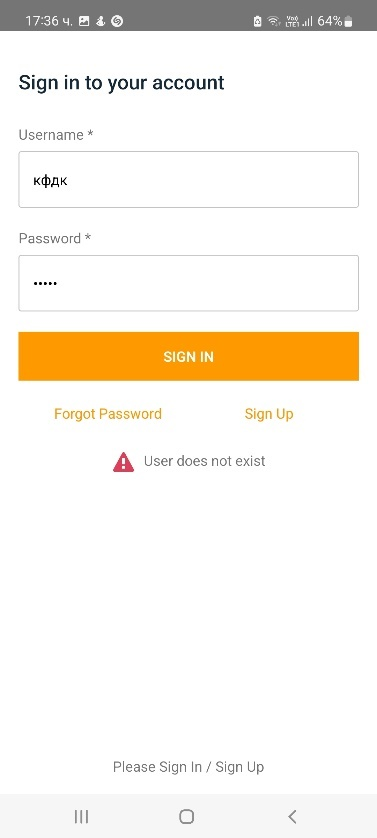 17:36 ч. 64%
Sign in to your account
Username *
кфдк
Password *
•••••
SIGN IN
Forgot Password Sign Up
User does not exist
Please Sign In / Sign Up